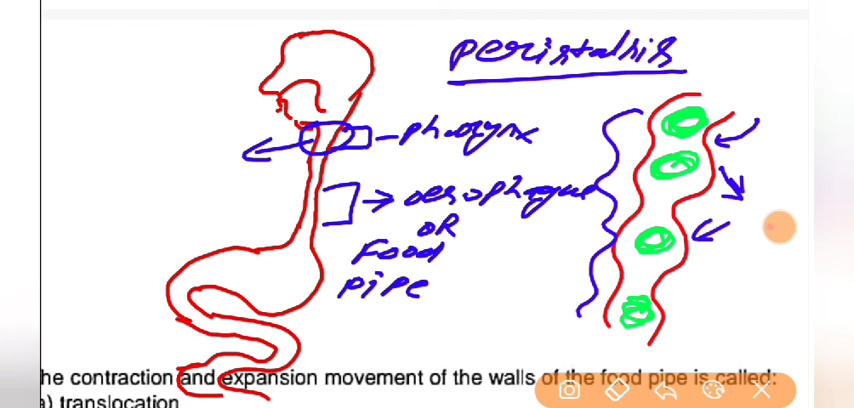 peristalsis
pharynx
oesophagus
OR
Food
pipe
he contraction and expansion movement of the walls of the food pipe is called:
a) translocation